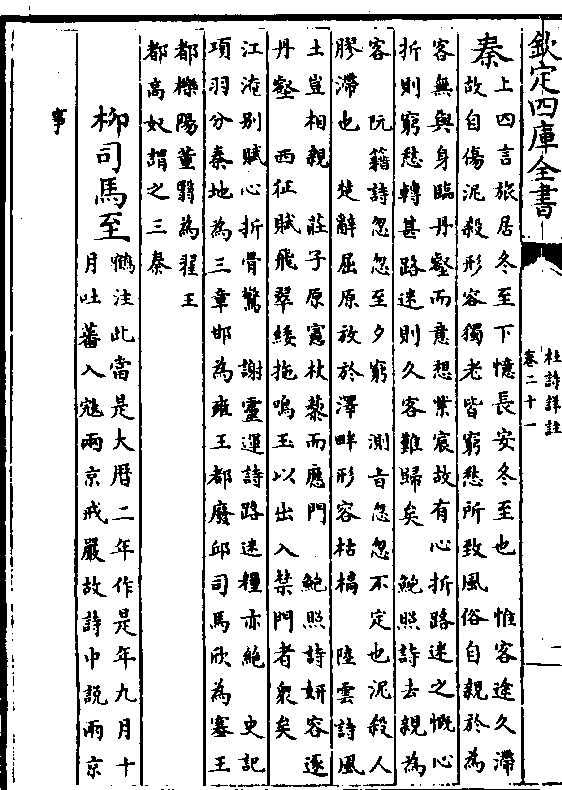 欽定四庫全書
杜詩詳註
卷二十一
秦
上四言旅居冬至下憶長安冬至也 惟客途久滯
故自傷泥殺形容獨老皆窮愁所致風俗自親於為
客無與身臨丹壑而意想紫宸故有心折路迷之慨心
折則窮愁轉甚路迷則久客難歸矣 鮑照詩去親為
客 阮籍詩忽忽至夕窮 測旨忽忽不定也泥殺人
膠滯也 楚辭屈原放於澤畔形容枯槁 陸雲詩風
土豈相親 莊子原憲杖藜而應門 鮑照詩妍容逐
丹壑 西征賦飛翠緌拖鳴玉以出入禁門者衆矣
江淹别賦心折骨驚 謝靈運詩路迷糧亦絶 史記
項羽分秦地為三章邯為雍王都廢邱司馬欣為塞王
都櫟陽董翳為翟王
都高奴謂之三秦
柳司馬至
鶴注此當是大暦二年作是年九月十
月吐蕃入寇兩京戒嚴故詩中説兩京
事